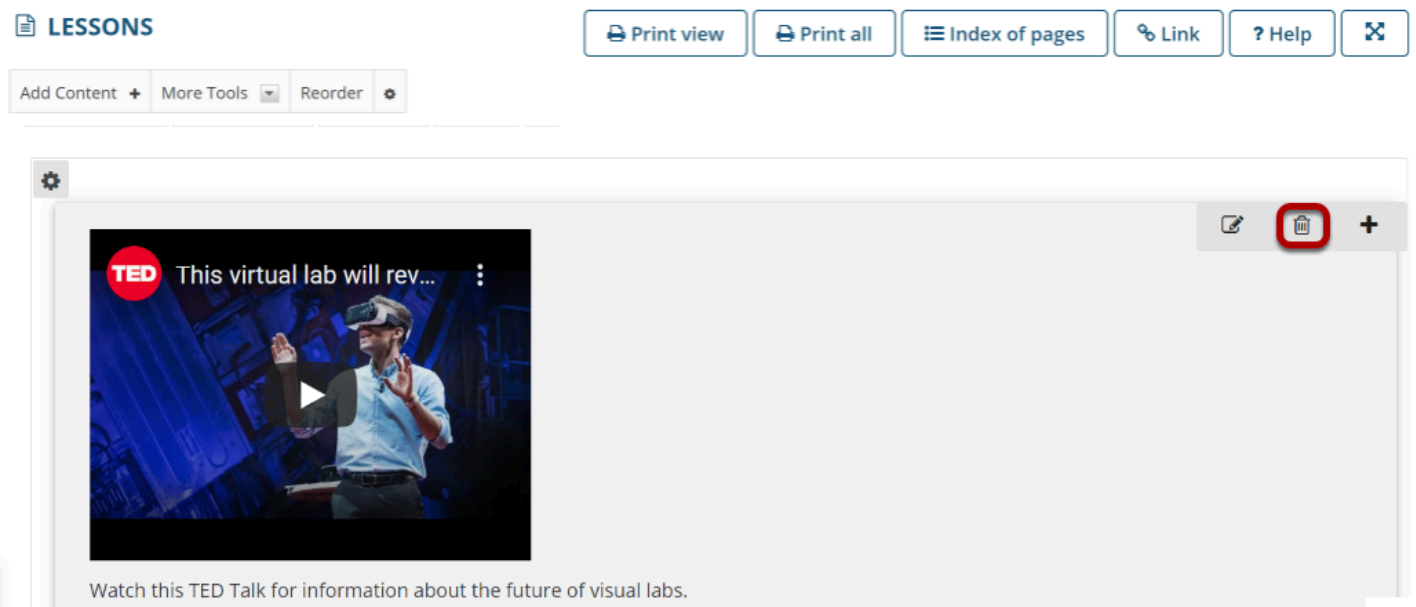 LESSONS
Print view
Print all
Index of pages
Link
? Help
Add Content +
More Tools
Reorder
TED This virtual lab will rev...
Watch this TED Talk for information about the future of visual labs.